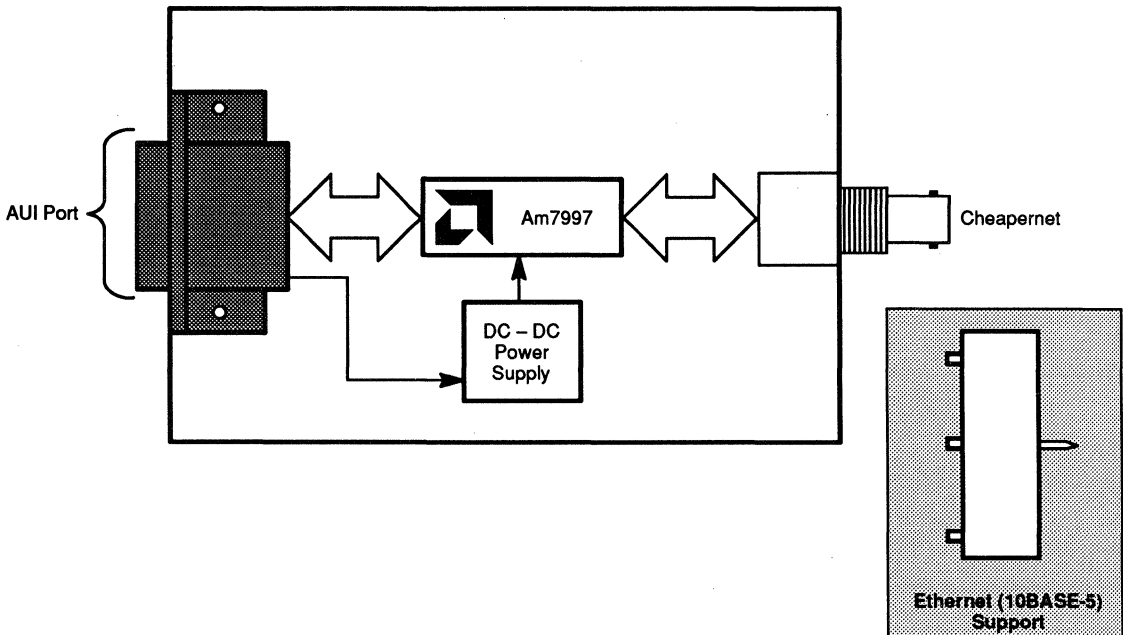 AUI Port
Am7997
Cheapernet
DC – DC
Power
Supply
Ethernet (10BASE-5)
Support